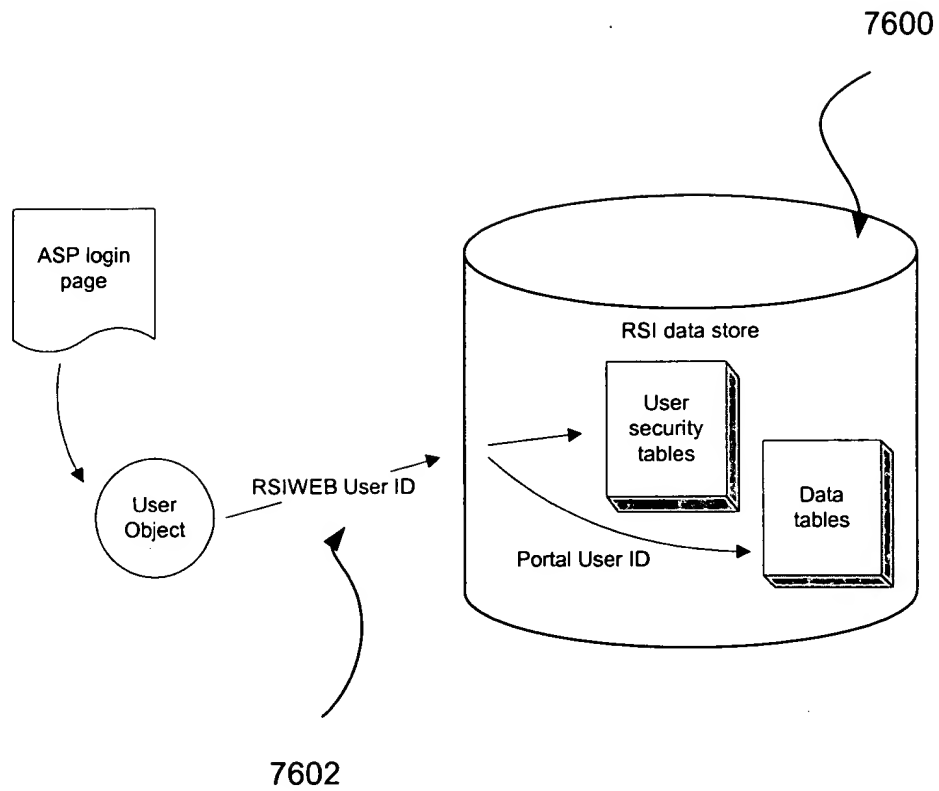 7600
ASP login
page
RSI data store
User
security
tables
RSIWEB User ID
User
Object
Data
tables
Portal User ID
7602